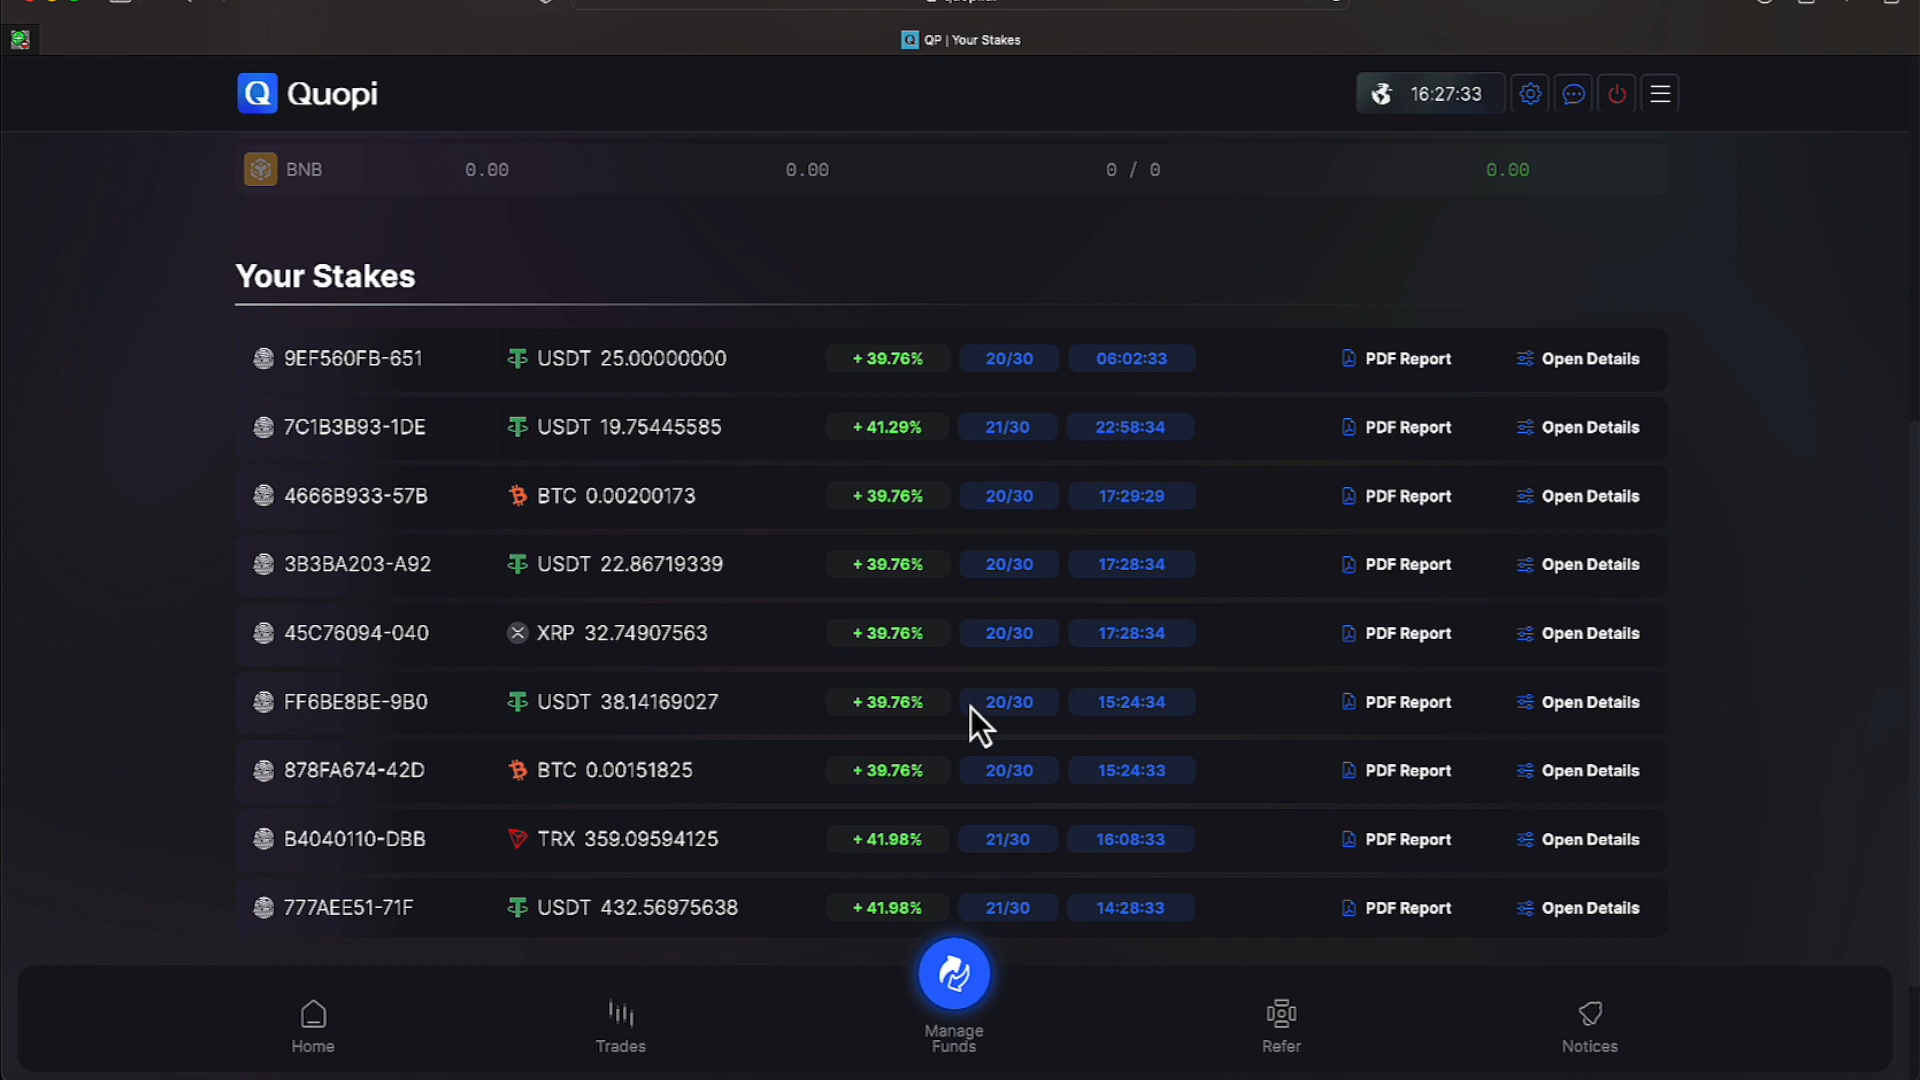 QP | Your Stakes
Quopi 16:27:33
BNB 0.00 0.00 0 / 0 0.00
Your Stakes
9EF560FB-651 USDT 25.00000000 + 39.76% 20/30 06:02:33 PDF Report Open Details
7C1B3B93-1DE USDT 19.75445585 + 41.29% 21/30 22:58:34 PDF Report Open Details
4666B933-57B BTC 0.00200173 + 39.76% 20/30 17:29:29 PDF Report Open Details
3B3BA203-A92 USDT 22.86719339 + 39.76% 20/30 17:28:34 PDF Report Open Details
45C76094-040 XRP 32.74907563 + 39.76% 20/30 17:28:34 PDF Report Open Details
FF6BE8BE-9B0 USDT 38.14169027 + 39.76% 20/30 15:24:34 PDF Report Open Details
878FA674-42D BTC 0.00151825 + 39.76% 20/30 15:24:33 PDF Report Open Details
B4040110-DBB TRX 359.09594125 + 41.98% 21/30 16:08:33 PDF Report Open Details
777AEE51-71F USDT 432.56975638 + 41.98% 21/30 14:28:33 PDF Report Open Details
Home Trades Manage Funds Refer Notices